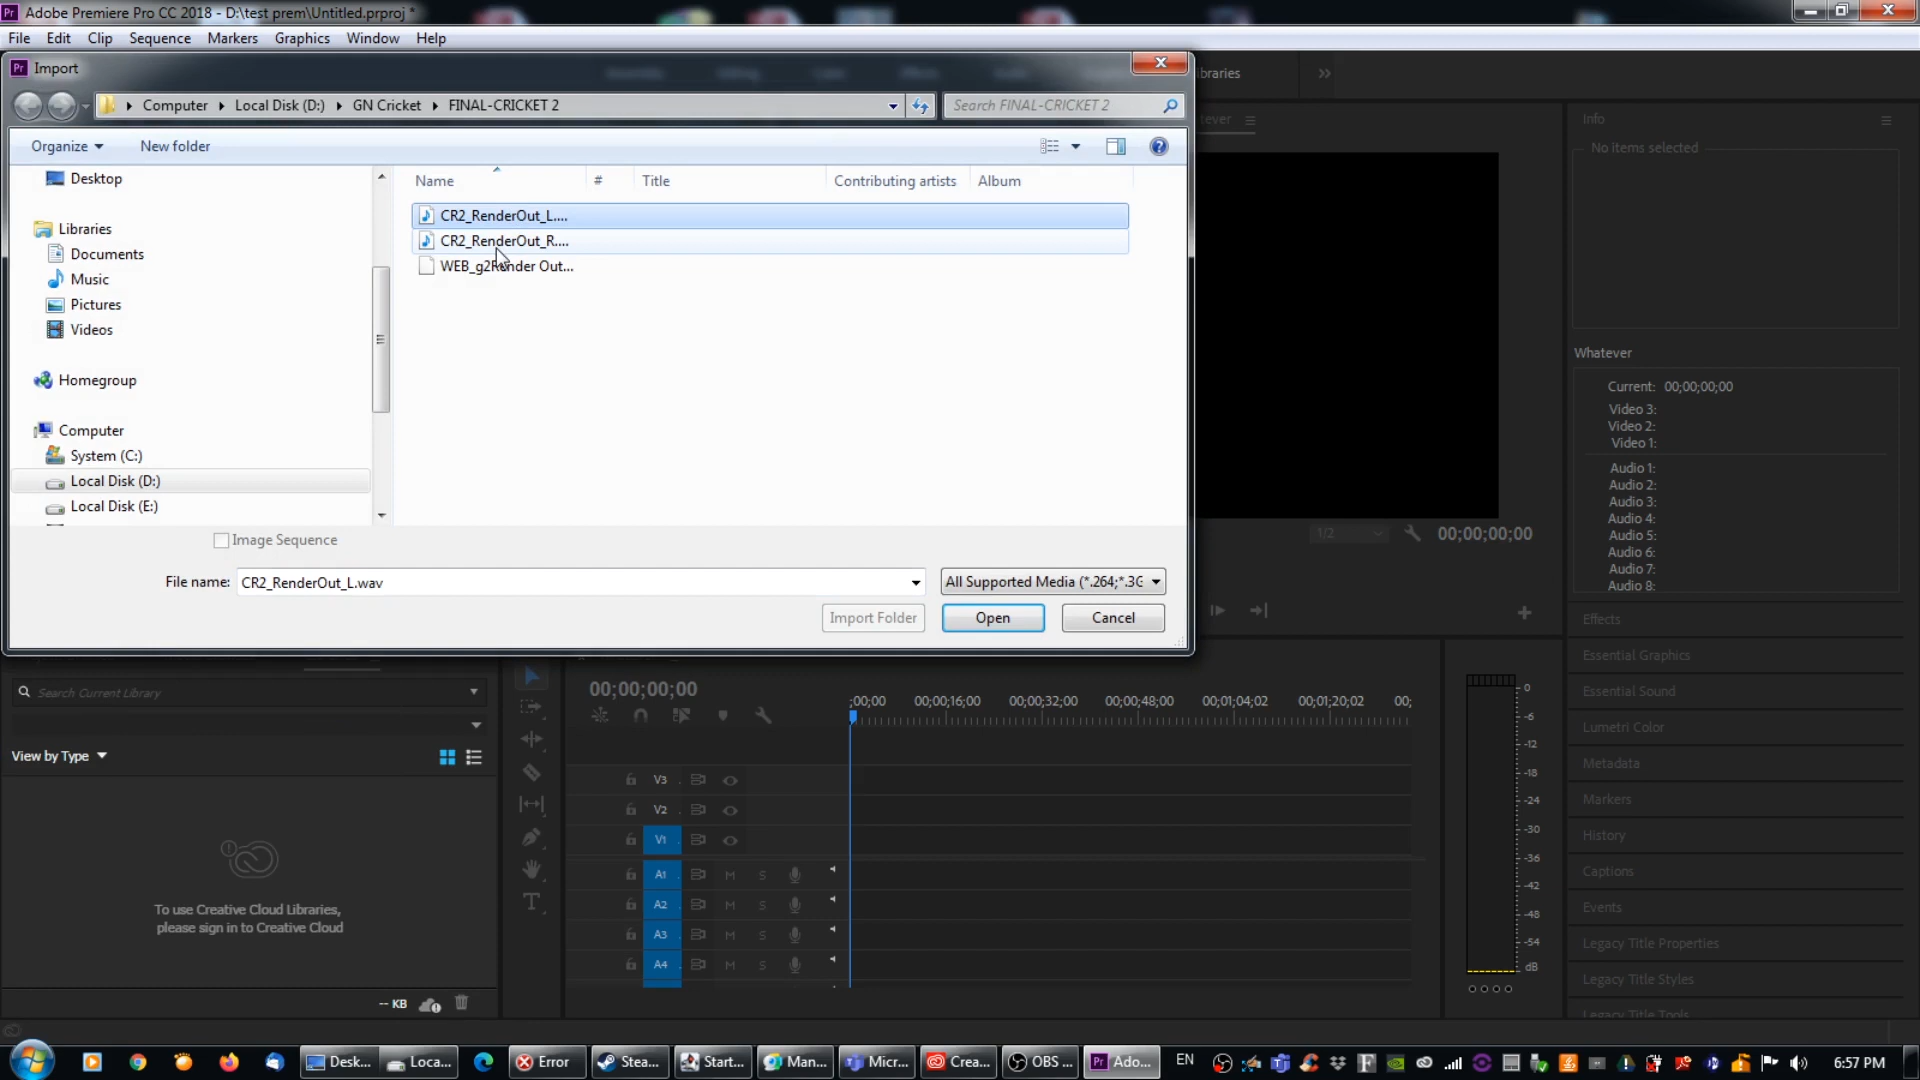 Adobe Premiere Pro CC 2018 - D:\test prem\Untitled.prproj *
File Edit Clip Sequence Markers Graphics Window Help
Import
Computer Local Disk (D:) GN Cricket FINAL-CRICKET 2
Search FINAL-CRICKET 2
Organize New folder
Name # Title Contributing artists Album
CR2_RenderOut_L....
CR2_RenderOut_R....
WEB_g2Render Out...
Desktop
Libraries
Documents
Music
Pictures
Videos
Homegroup
Computer
System (C:)
Local Disk (D:)
Local Disk (E:)
Image Sequence
File name: CR2_RenderOut_L.wav
All Supported Media (*.264;*.3G
Import Folder Open Cancel
Info
No items selected
Whatever
Current: 00;00;00;00
Video 3:
Video 2:
Video 1:
Audio 1:
Audio 2:
Audio 3:
Audio 4:
Audio 5:
Audio 6:
Audio 7:
Audio 8:
1/2 00;00;00;00
Effects
Essential Graphics
Essential Sound
Lumetri Color
Metadata
Markers
History
Captions
Events
Legacy Title Properties
Legacy Title Styles
Legacy Title Tools
Search Current Library
View by Type
To use Creative Cloud Libraries,
please sign in to Creative Cloud
-- KB
00;00;00;00
;00;00 00;00;16;00 00;00;32;00 00;00;48;00 00;01;04;02 00;01;20;02 00;
V3
V2
V1
A1 M S
A2 M S
A3 M S
A4 M S
0
-6
-12
-18
-24
-30
-36
-42
-48
-54
dB
Desk... Loca... Error Stea... Start... Man... Micr... Crea... OBS ... Ado... EN 6:57 PM